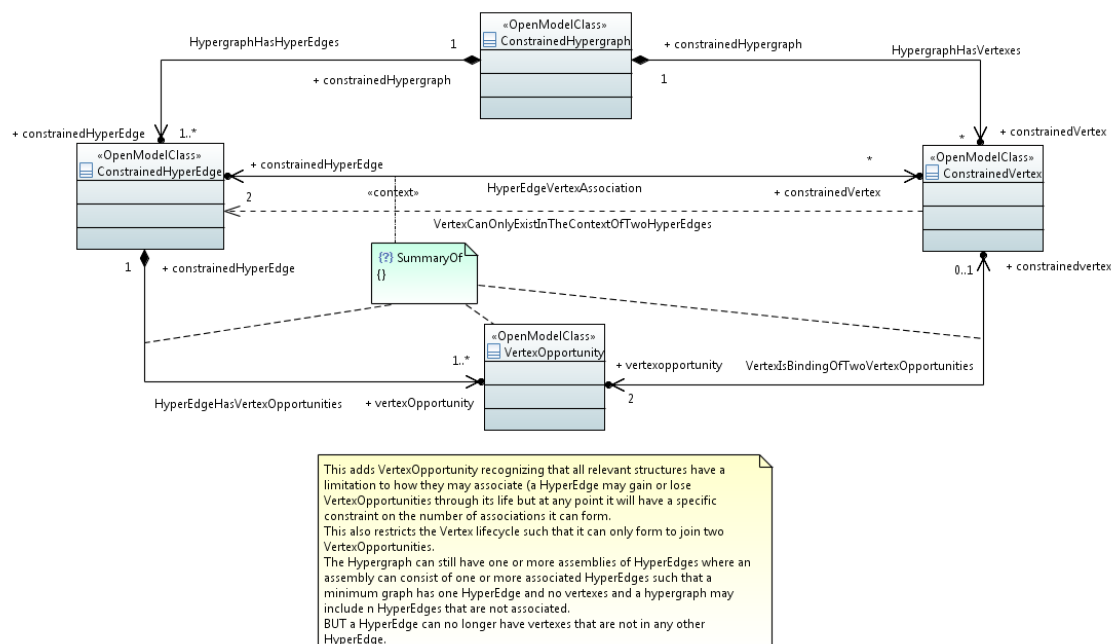 «OpenModelClass»
ConstrainedHypergraph
HypergraphHasHyperEdges
1
+ constrainedHypergraph
+ constrainedHypergraph
1
HypergraphHasVertexes
+ constrainedHyperEdge
1..*
*
+ constrainedVertex
«OpenModelClass»
ConstrainedHyperEdge
+ constrainedHyperEdge
*
«OpenModelClass»
ConstrainedVertex
«context»
HyperEdgeVertexAssociation
+ constrainedVertex
2
VertexCanOnlyExistInTheContextOfTwoHyperEdges
1
+ constrainedHyperEdge
{?} SummaryOf
{}
0..1
+ constrainedvertex
«OpenModelClass»
VertexOpportunity
1..*
+ vertexopportunity
VertexIsBindingOfTwoVertexOpportunities
HyperEdgeHasVertexOpportunities
+ vertexOpportunity
2
This adds VertexOpportunity recognizing that all relevant structures have a
limitation to how they may associate (a HyperEdge may gain or lose
VertexOpportunities through its life but at any point it will have a specific
constraint on the number of associations it can form.
This also restricts the Vertex lifecycle such that it can only form to join two
VertexOpportunities.
The Hypergraph can still have one or more assemblies of HyperEdges where an
assembly can consist of one or more associated HyperEdges such that a
minimum graph has one HyperEdge and no vertexes and a hypergraph may
include n HyperEdges that are not associated.
BUT a HyperEdge can no longer have vertexes that are not in any other
HyperEdge.